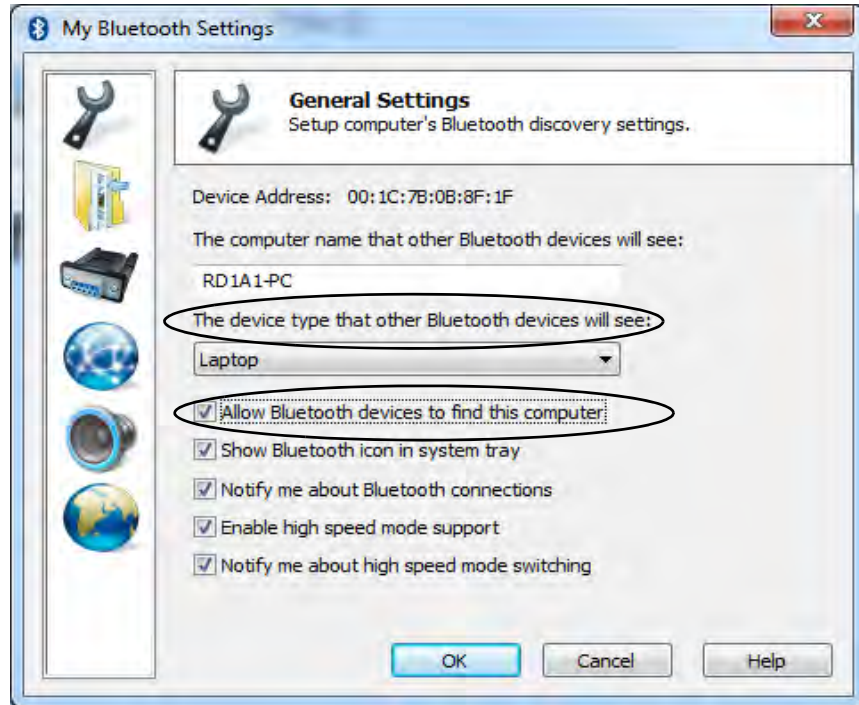 My Bluetooth Settings
General Settings
Setup computer's Bluetooth discovery settings.
Device Address: 00:1C:7B:0B:8F:1F
The computer name that other Bluetooth devices will see:
RD1A1-PC
The device type that other Bluetooth devices will see:
Laptop
Allow Bluetooth devices to find this computer
Show Bluetooth icon in system tray
Notify me about Bluetooth connections
Enable high speed mode support
Notify me about high speed mode switching
OK Cancel Help